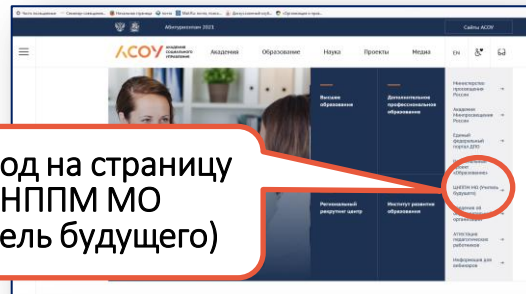 Абитуриентам 2023
Сайты АСОУ
АСОУ
АКАДЕМИЯ
СОЦИАЛЬНОГО
УПРАВЛЕНИЯ
Академия
Образование
Наука
Проекты
Медиа
EN
Высшее
образование
Дополнительное
профессиональное
образование
Региональный
рекрутинг центр
Институт развития
образования
Министерство
просвещения
России
Академия
Минпросвещения
России
Единый
федеральный
портал ДПО
«Образование»
ЦНППМ МО (Учитель
будущего)
Аттестация
педагогических
работников
Информация для
вебинаров
од на страницу
НППМ МО
ель будущего)